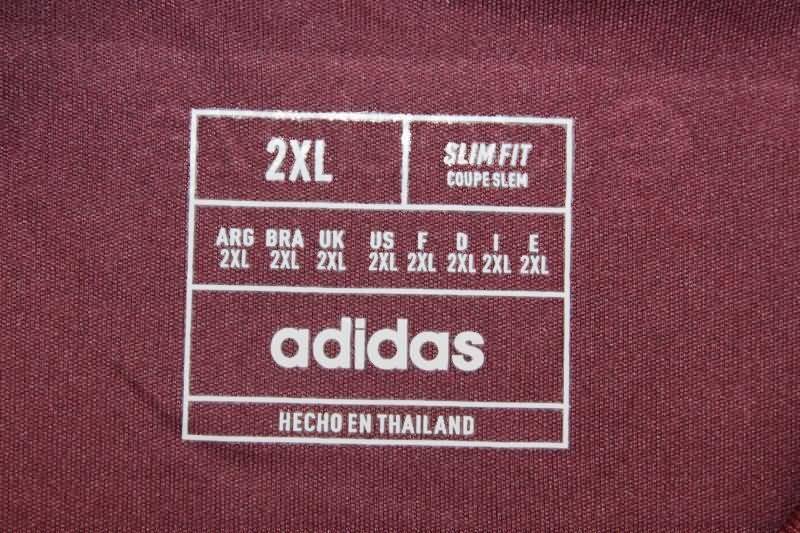 2XL
SLIM FIT
COUPE SLEM
ARG BRA UK US F D I E
2XL 2XL 2XL 2XL 2XL 2XL 2XL 2XL
adidas
HECHO EN THAILAND